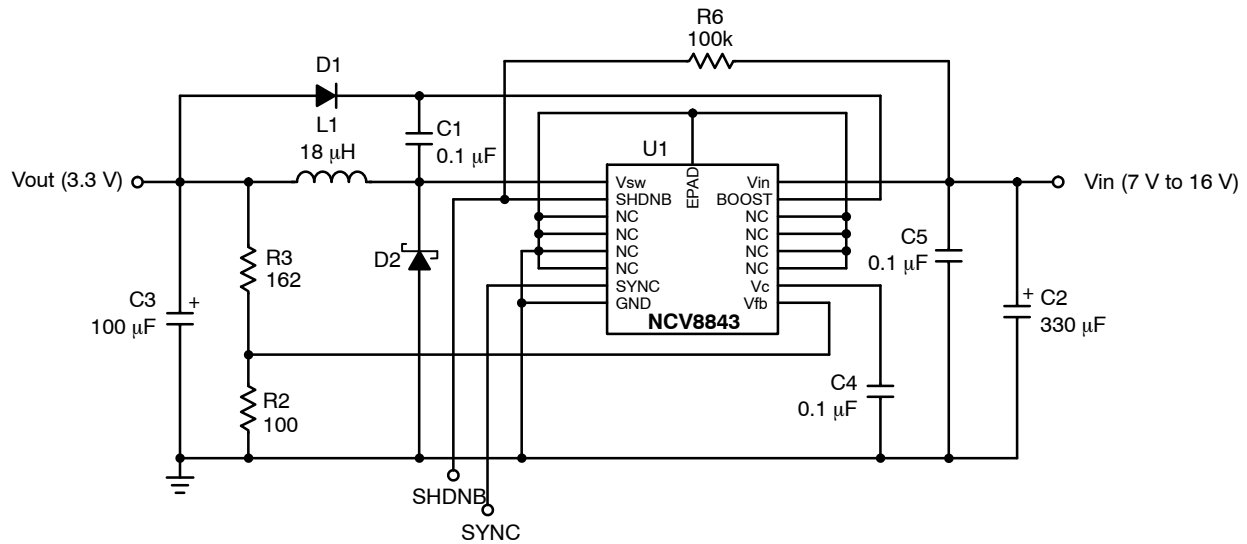 R6
100k
D1
L1
18 μH
C1
0.1 μF
U1
Vout (3.3 V)
Vin (7 V to 16 V)
Vsw
SHDNB
NC
NC
NC
NC
SYNC
GND
EPAD
Vin
BOOST
NC
NC
NC
NC
Vc
Vfb
NCV8843
R3
162
D2
C3
+
100 μF
C5
0.1 μF
+
C2
330 μF
R2
100
C4
0.1 μF
SHDNB
SYNC